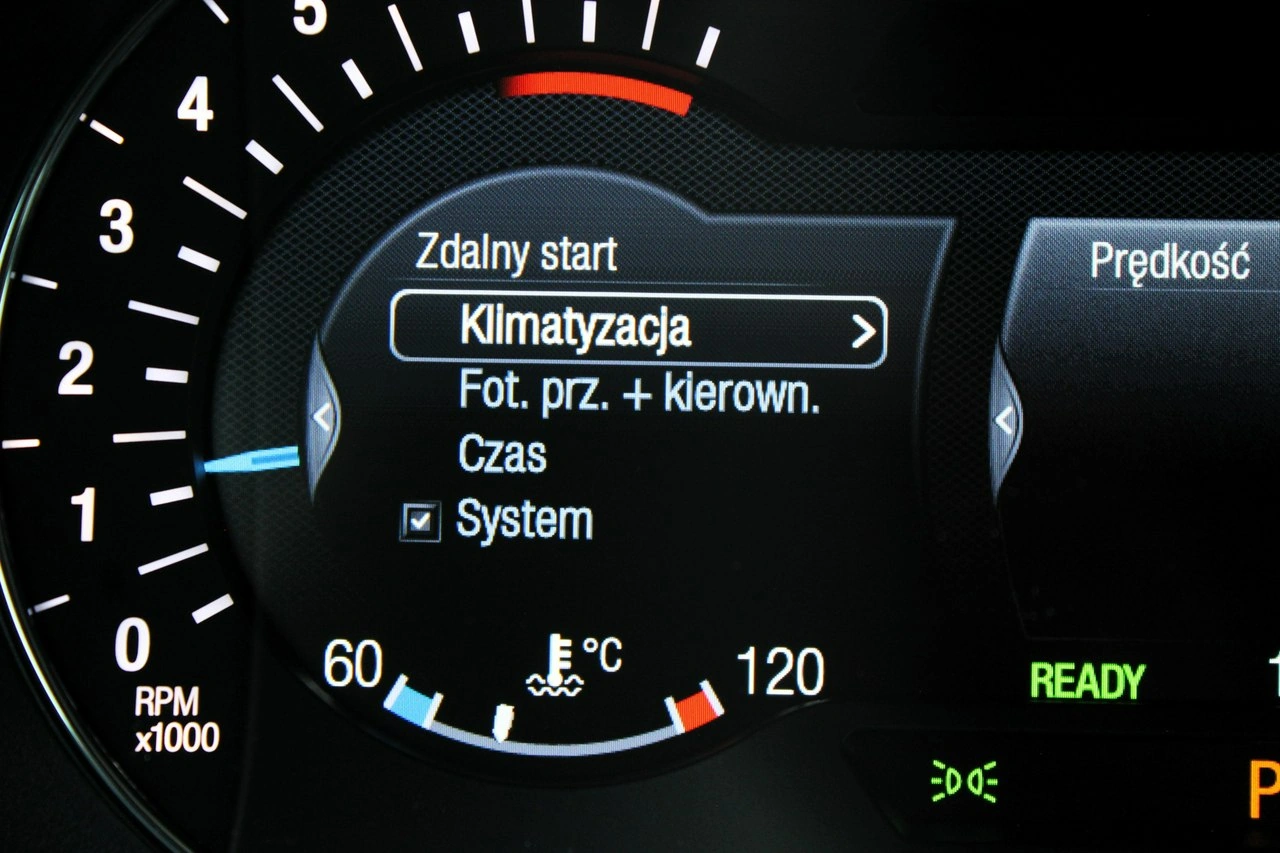 5
4
3
2
1
0
RPM
x1000
Zdalny start
Klimatyzacja
Fot. prz. + kierown.
Czas
System
60
°C
120
Prędkość
READY
P